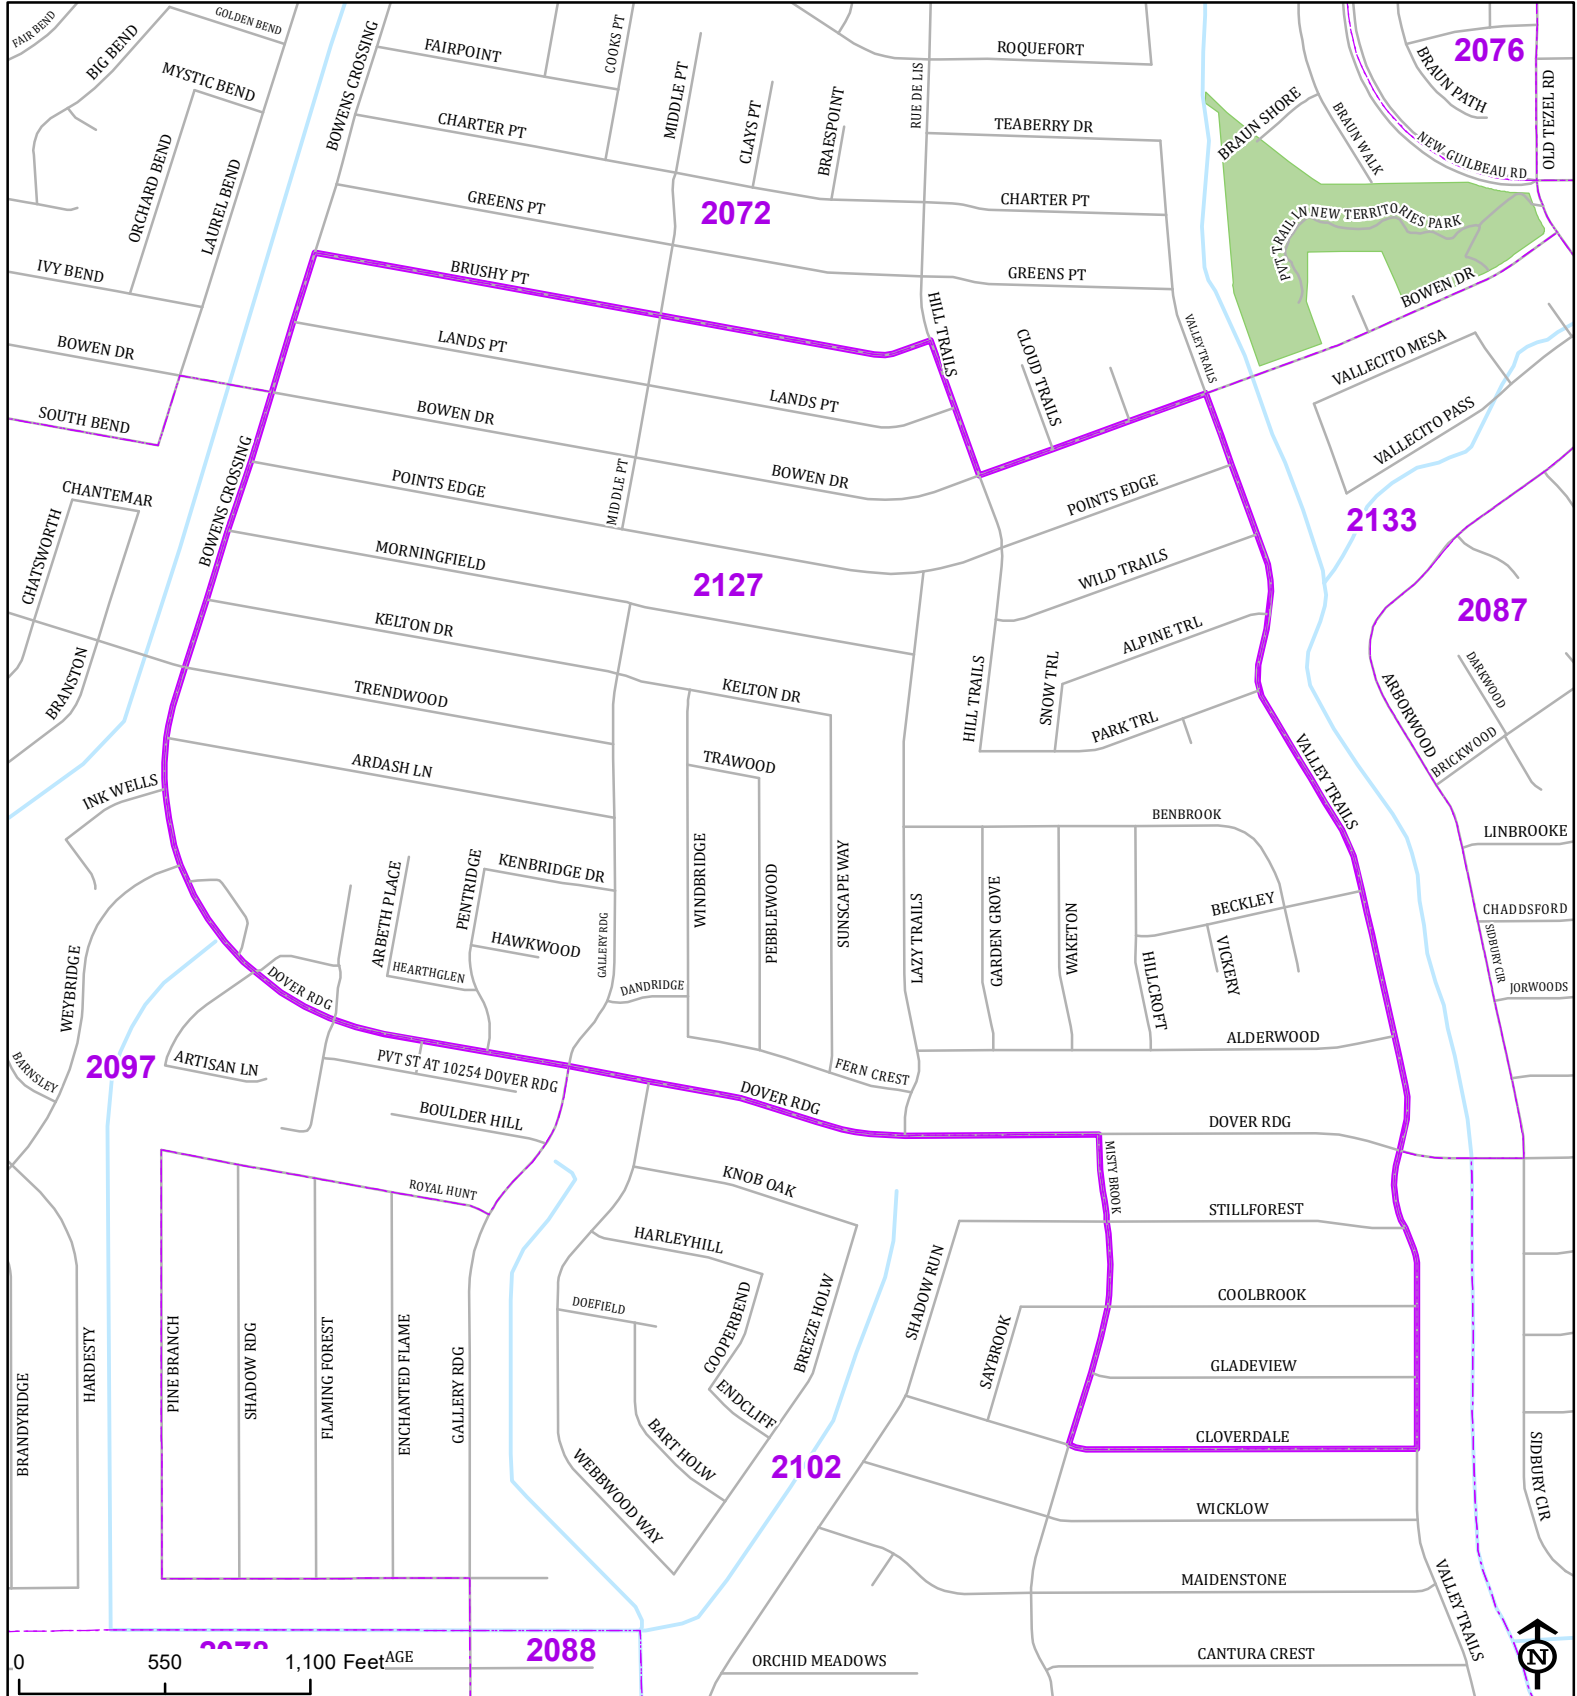 FAIR BEND
GOLDEN BEND
BIG BEND
MYSTIC BEND
BOWENS CROSSING
FAIRPOINT
COOKS PT
MIDDLE PT
CHARTER PT
CLAYS PT
BRAESPOINT
RUE DE LIS
ROQUEFORT
TEABERRY DR
2076
BRAUN PATH
BRAUN SHORE
BRAUN WALK
NEW GUILBEAU RD
OLD TEZEL RD
ORCHARD BEND
LAUREL BEND
GREENS PT
2072
CHARTER PT
PVT TRAIL IN NEW TERRITORIES PARK
IVY BEND
BRUSHY PT
GREENS PT
BOWEN DR
HILL TRAILS
VALLEY TRAILS
CLOUD TRAILS
BOWEN DR
LANDS PT
VALLECITO MESA
SOUTH BEND
BOWEN DR
LANDS PT
VALLECITO PASS
BOWENS CROSSING
POINTS EDGE
MIDDLE PT
BOWEN DR
POINTS EDGE
CHANTEMAR
2133
CHATSWORTH
MORNINGFIELD
2127
WILD TRAILS
2087
KELTON DR
ALPINE TRL
BRANSTON
TRENDWOOD
KELTON DR
HILL TRAILS
SNOW TRL
PARK TRL
DARKWOOD
ARBORWOOD
BRICKWOOD
INK WELLS
ARDASH LN
TRAWOOD
VALLEY TRAILS
BENBROOK
LINBROOKE
ARBETH PLACE
PENTRIDGE
KENBRIDGE DR
WINDBRIDGE
PEBBLEWOOD
SUNSCAPE WAY
LAZY TRAILS
GARDEN GROVE
WAKETON
BECKLEY
CHADDSFORD
HAWKWOOD
GALLERY RDG
HILLCROFT
VICKERY
SIDBURY CIR
WEYBRIDGE
HEARTHGLEN
DANDRIDGE
JORWOODS
DOVER RDG
ALDERWOOD
BARNSLEY
2097
ARTISAN LN
PVT ST AT 10254 DOVER RDG
FERN CREST
DOVER RDG
BOULDER HILL
DOVER RDG
MISTY BROOK
ROYAL HUNT
KNOB OAK
STILLFOREST
HARLEYHILL
SHADOW RUN
DOEFIELD
COOPERBEND
BREEZE HOLW
COOLBROOK
SAYBROOK
GLADEVIEW
BRANDYRIDGE
HARDESTY
PINE BRANCH
SHADOW RDG
FLAMING FOREST
ENCHANTED FLAME
GALLERY RDG
ENDCLIFF
BART HOLW
WEBBWOOD WAY
2102
CLOVERDALE
SIDBURY CIR
WICKLOW
MAIDENSTONE
VALLEY TRAILS
2078
2088
AGE
ORCHID MEADOWS
CANTURA CREST
0 550 1,100 Feet
N